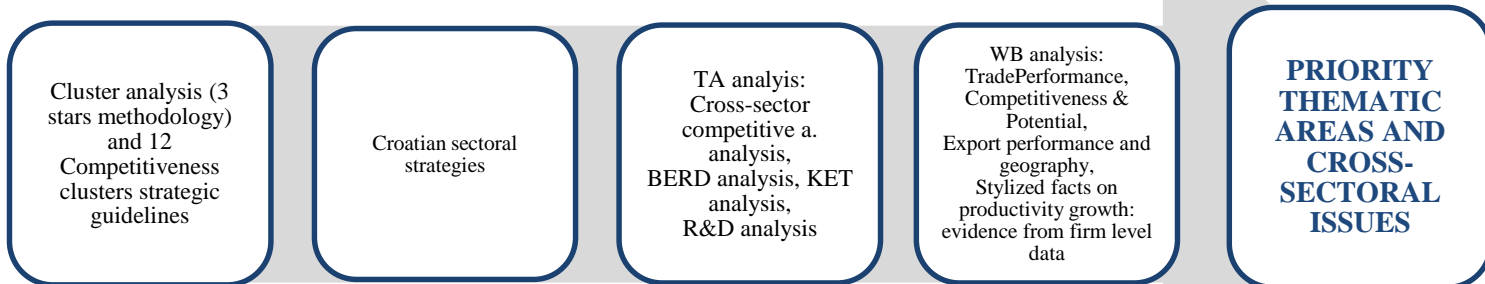 Cluster analysis (3
stars methodology)
and 12
Competitiveness
clusters strategic
guidelines
Croatian sectoral
strategies
TA analyis:
Cross-sector
competitive a.
analysis,
BERD analysis, KET
analysis,
R&D analysis
WB analysis:
TradePerformance,
Competitiveness &
Potential,
Export performance and
geography,
Stylized facts on
productivity growth:
evidence from firm level
data
PRIORITY
THEMATIC
AREAS AND
CROSS-
SECTORAL
ISSUES